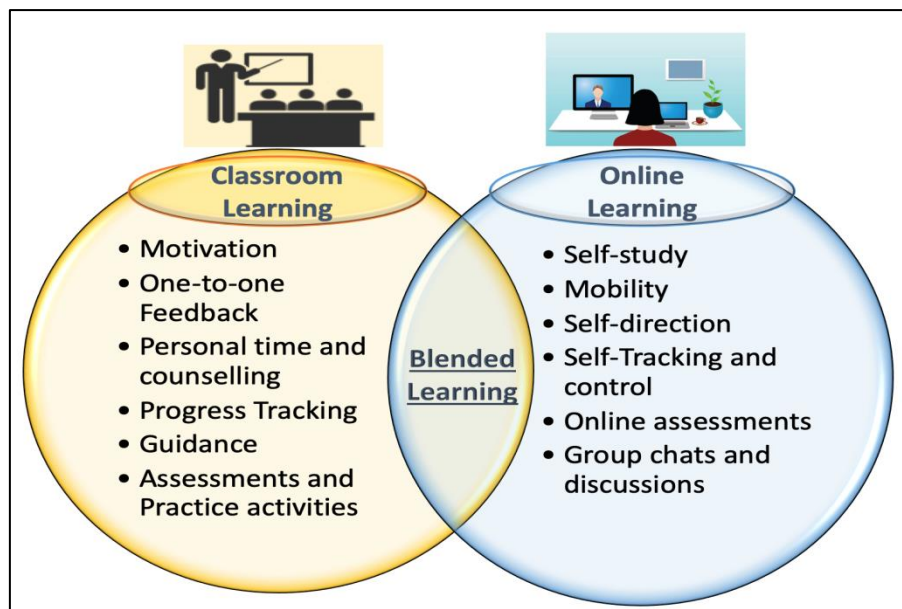 Classroom
Learning
• Motivation
• One-to-one
Feedback
• Personal time and
counselling
• Progress Tracking
• Guidance
• Assessments and
Practice activities
Blended
Learning
Online
Learning
• Self-study
• Mobility
• Self-direction
• Self-Tracking and
control
• Online assessments
• Group chats and
discussions